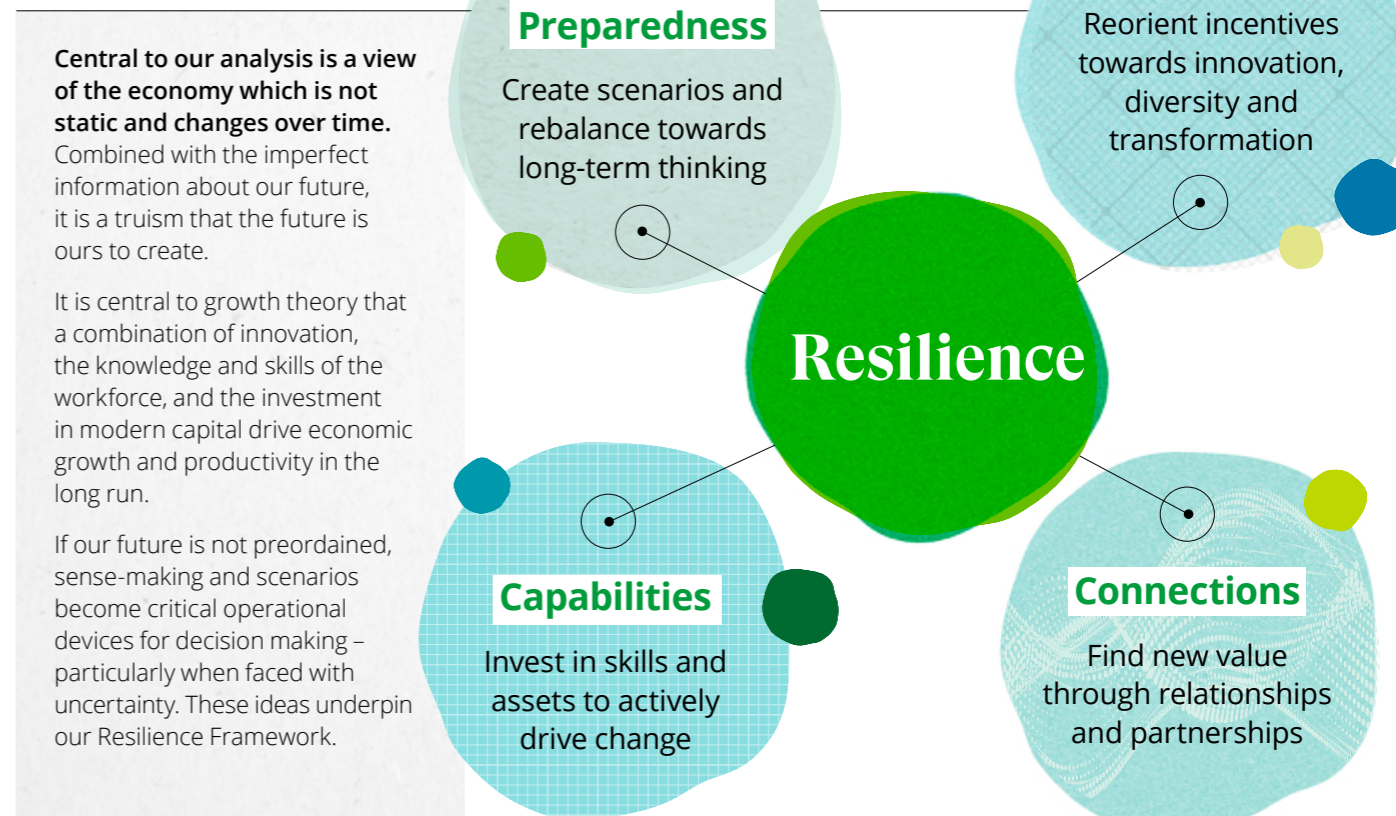 Central to our analysis is a view
of the economy which is not
static and changes over time.
Combined with the imperfect
information about our future,
it is a truism that the future is
ours to create.
It is central to growth theory that
a combination of innovation,
the knowledge and skills of the
workforce, and the investment
in modern capital drive economic
growth and productivity in the
long run.
If our future is not preordained,
sense-making and scenarios
become critical operational
devices for decision making –
particularly when faced with
uncertainty. These ideas underpin
our Resilience Framework.
Preparedness
Create scenarios and
rebalance towards
long-term thinking
Reorient incentives
towards innovation,
diversity and
transformation
Resilience
Capabilities
Invest in skills and
assets to actively
drive change
Connections
Find new value
through relationships
and partnerships